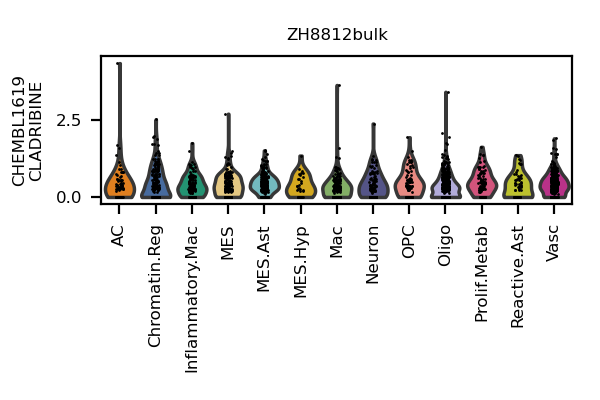 ZH8812bulk
CHEMBL1619
CLADRIBINE
2.5
0.0
AC
Chromatin.Reg
Inflammatory.Mac
MES
MES.Ast
MES.Hyp
Mac
Neuron
OPC
Oligo
Prolif.Metab
Reactive.Ast
Vasc